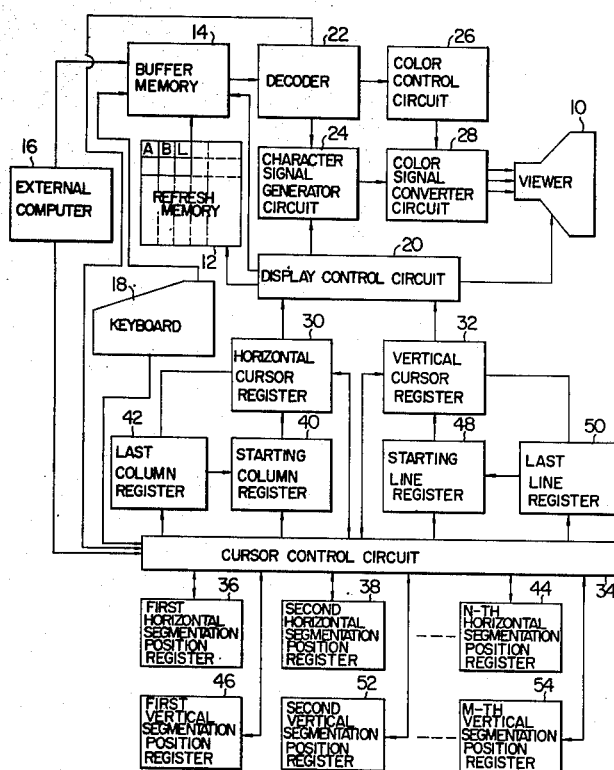 14
22
26
BUFFER
MEMORY
DECODER
COLOR
CONTROL
CIRCUIT
10
16
24
28
A B L
EXTERNAL
COMPUTER
REFRESH
MEMORY
CHARACTER
SIGNAL
GENERATOR
CIRCUIT
COLOR
SIGNAL
CONVERTER
CIRCUIT
VIEWER
12
20
DISPLAY CONTROL CIRCUIT
18
KEYBOARD
30
32
HORIZONTAL
CURSOR
REGISTER
VERTICAL
CURSOR
REGISTER
42
40
48
50
LAST
COLUMN
REGISTER
STARTING
COLUMN
REGISTER
STARTING
LINE
REGISTER
LAST
LINE
REGISTER
CURSOR CONTROL CIRCUIT
34
36
38
44
FIRST
HORIZONTAL
SEGMENTATION
POSITION
REGISTER
SECOND
HORIZONTAL
SEGMENTATION
POSITION
REGISTER
N-TH
HORIZONTAL
SEGMENTATION
POSITION
REGISTER
46
52
54
FIRST
VERTICAL
SEGMENTATION
POSITION
REGISTER
SECOND
VERTICAL
SEGMENTATION
POSITION
REGISTER
M-TH
VERTICAL
SEGMENTATION
POSITION
REGISTER